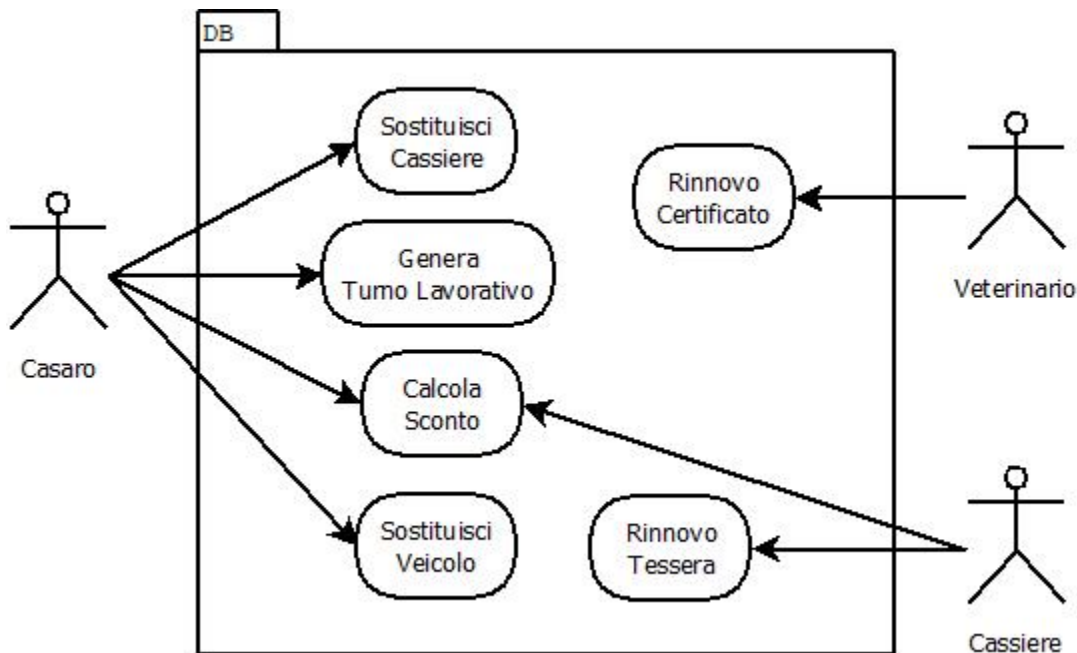 DB
Sostituisci
Cassiere
Rinnovo
Certificato
Genera
Turno Lavorativo
Veterinario
Casaro
Calcola
Sconto
Sostituisci
Veicolo
Rinnovo
Tessera
Cassiere